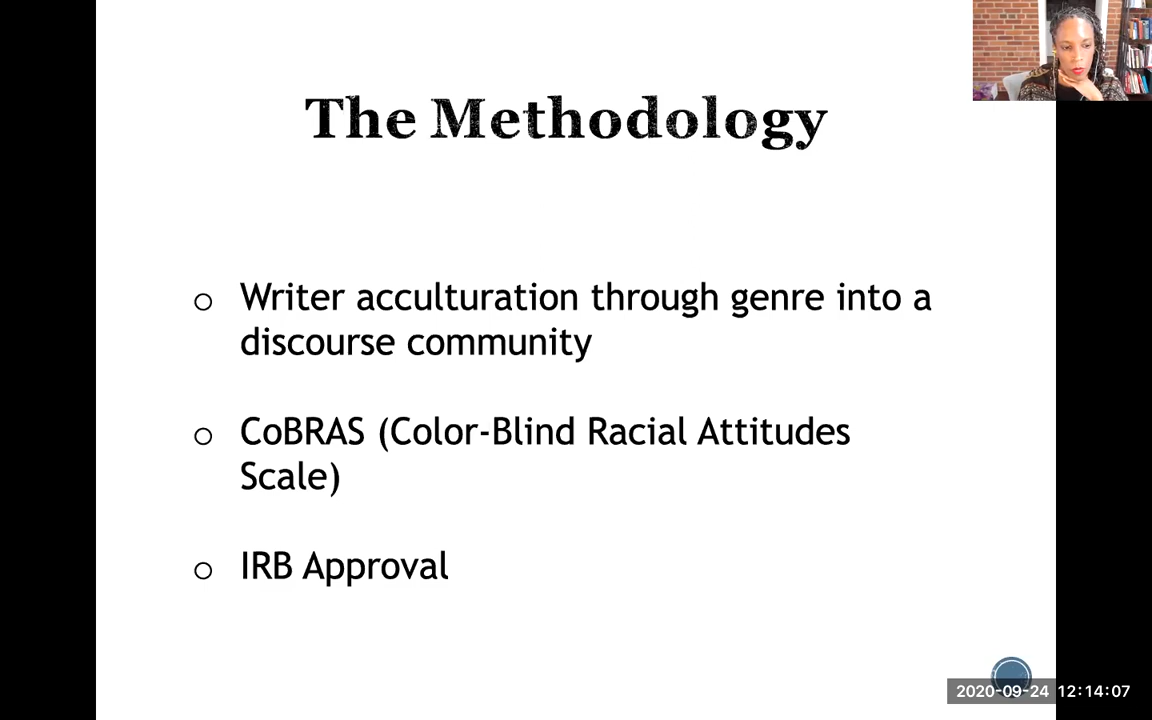 The Methodology
Writer acculturation through genre into a
discourse community
CoBRAS (Color-Blind Racial Attitudes
Scale)
IRB Approval
2020-09-24 12:14:07